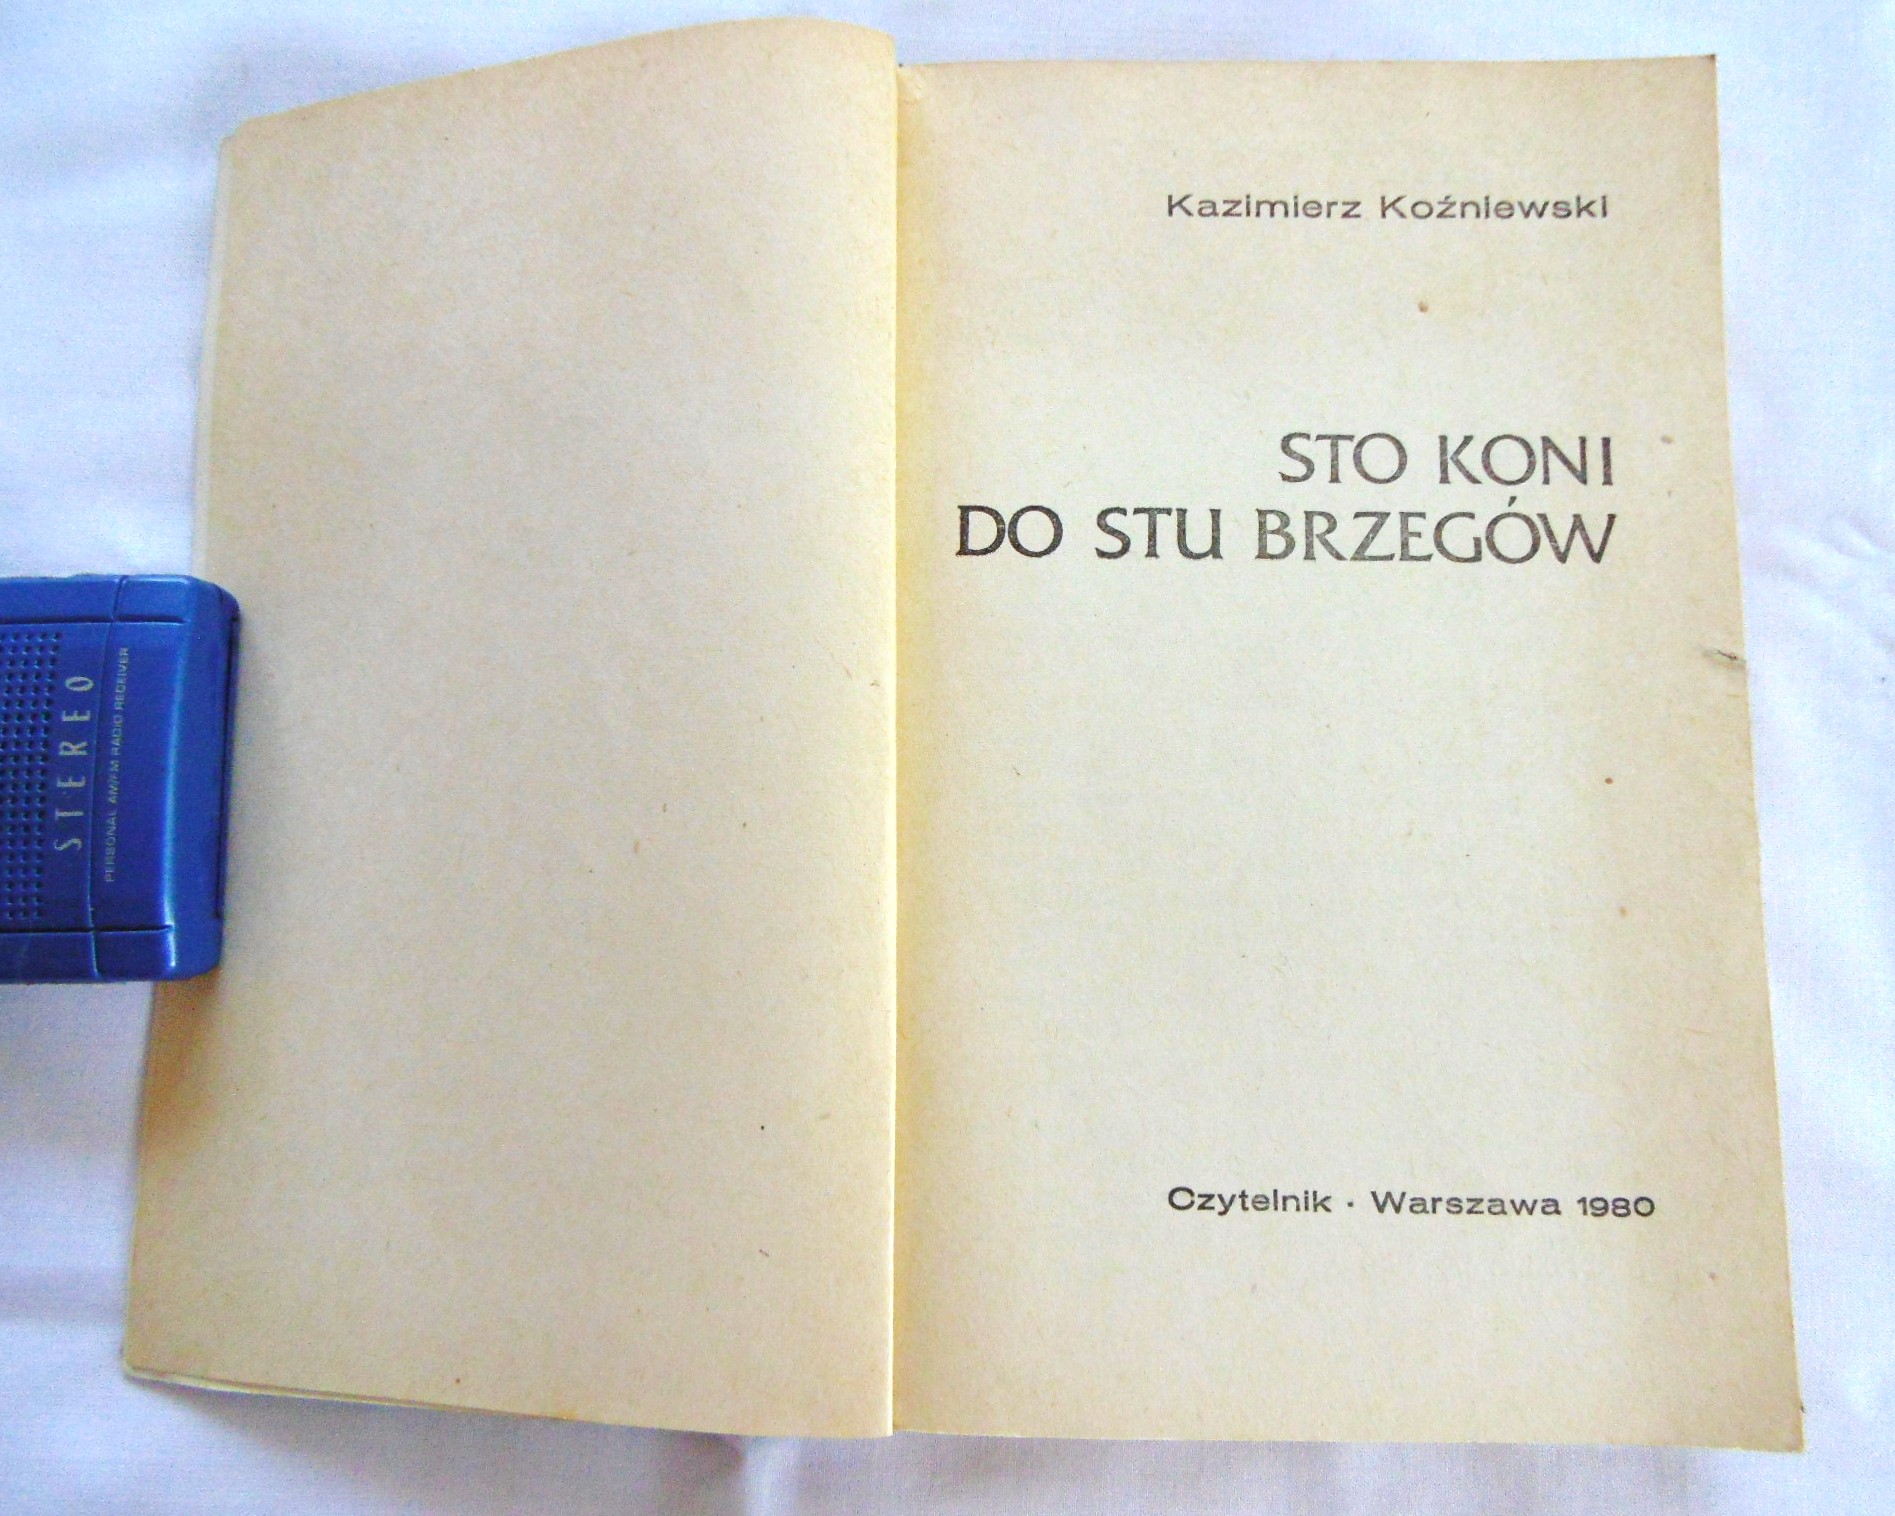 Kazimierz Koźniewski
STO KONI
DO STU BRZEGÓW
Czytelnik · Warszawa 1980
STEREO
PERSONAL AM/FM RADIO RECEIVER